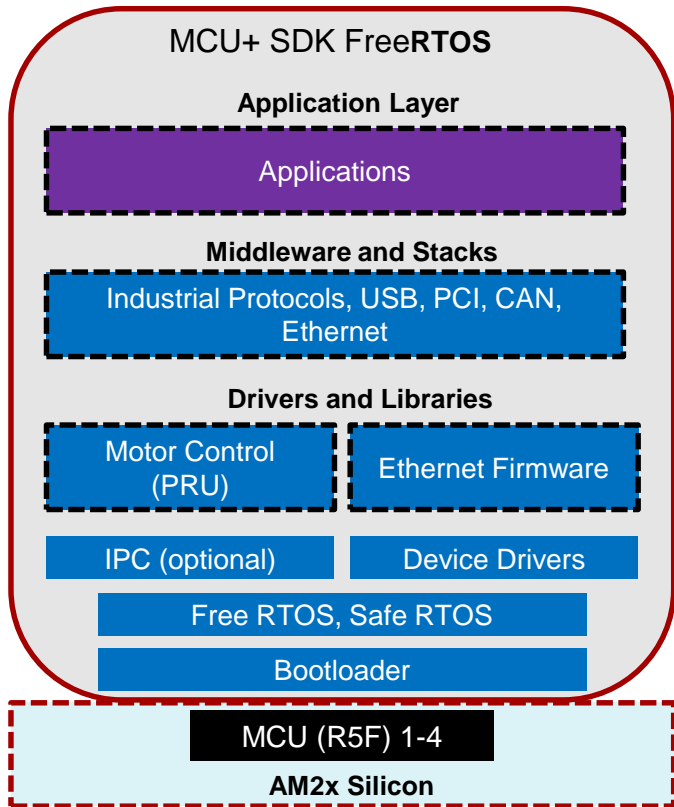 MCU+ SDK FreeRTOS
Application Layer
Applications
Middleware and Stacks
Industrial Protocols, USB, PCI, CAN,
Ethernet
Drivers and Libraries
Motor Control
(PRU)
Ethernet Firmware
IPC (optional)
Device Drivers
Free RTOS, Safe RTOS
Bootloader
MCU (R5F) 1-4
AM2x Silicon